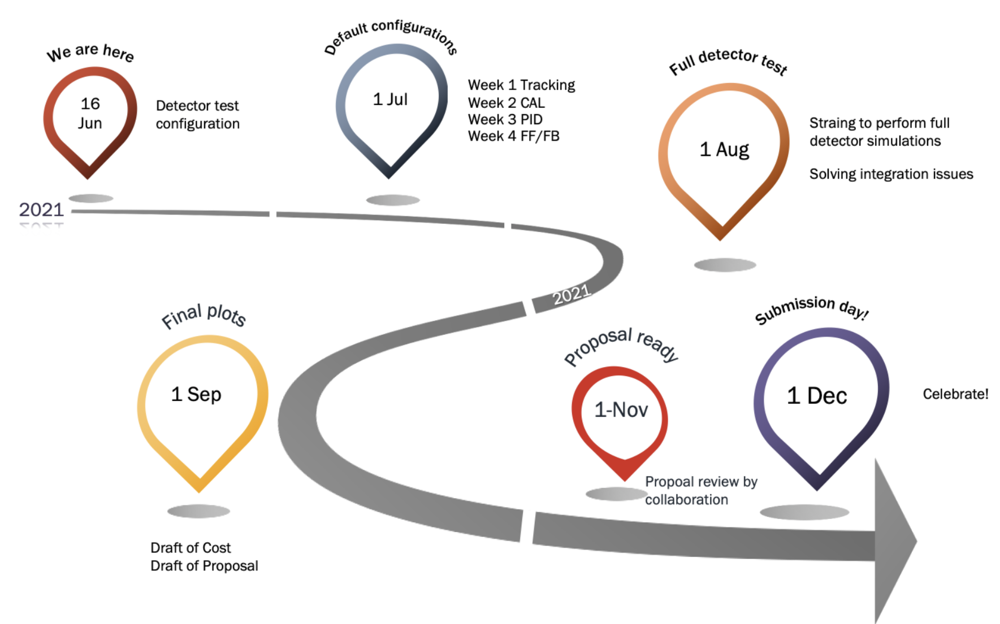 We are here
16
Jun
Detector test
configuration
Default configurations
1 Jul
Week 1 Tracking
Week 2 CAL
Week 3 PID
Week 4 FF/FB
Full detector test
1 Aug
Straing to perform full
detector simulations
Solving integration issues
2021
2021
Final plots
1 Sep
Draft of Cost
Draft of Proposal
Proposal ready
1-Nov
Propoal review by
collaboration
Submission day!
1 Dec
Celebrate!